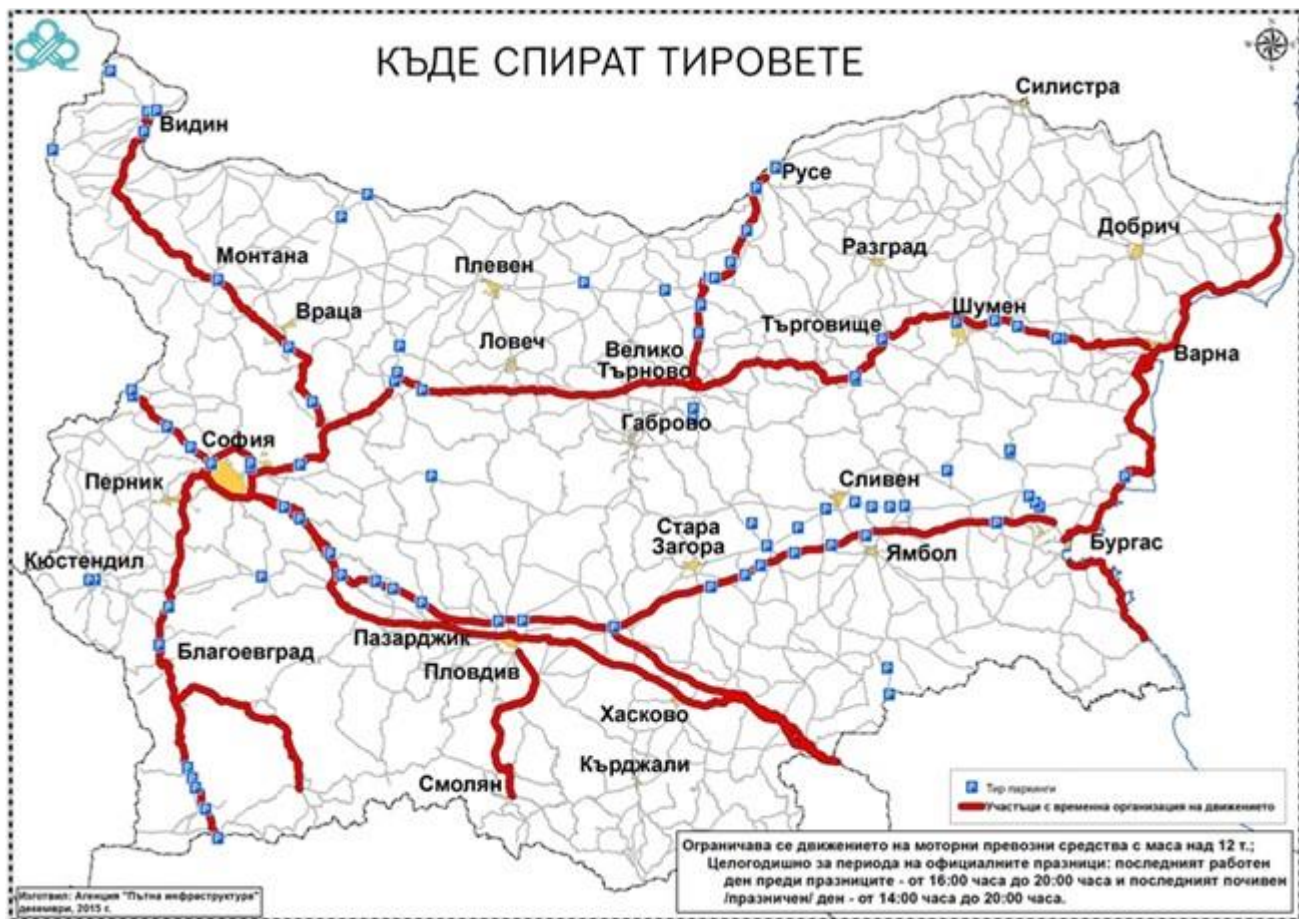 КЪДЕ СПИРАТ ТИРОВЕТЕ
Силистра
Видин
Русе
Добрич
Монтана
Разград
Плевен
Враца
Шумен
Търговище
Ловеч
Велико
Търново
Варна
Габрово
София
Перник
Сливен
Стара
Загора
Бургас
Ямбол
Кюстендил
Пазарджик
Благоевград
Пловдив
Хасково
Кърджали
Смолян
P Тир паркинги
Участъци с временна организация на движението
Ограничава се движението на моторни превозни средства с маса над 12 т.;
Целогодишно за периода на официалните празници: последният работен
ден преди празниците - от 16:00 часа до 20:00 часа и последният почивен
/празничен/ ден - от 14:00 часа до 20:00 часа.
Изготвил: Агенция "Пътна инфраструктура"
декември, 2015 г.